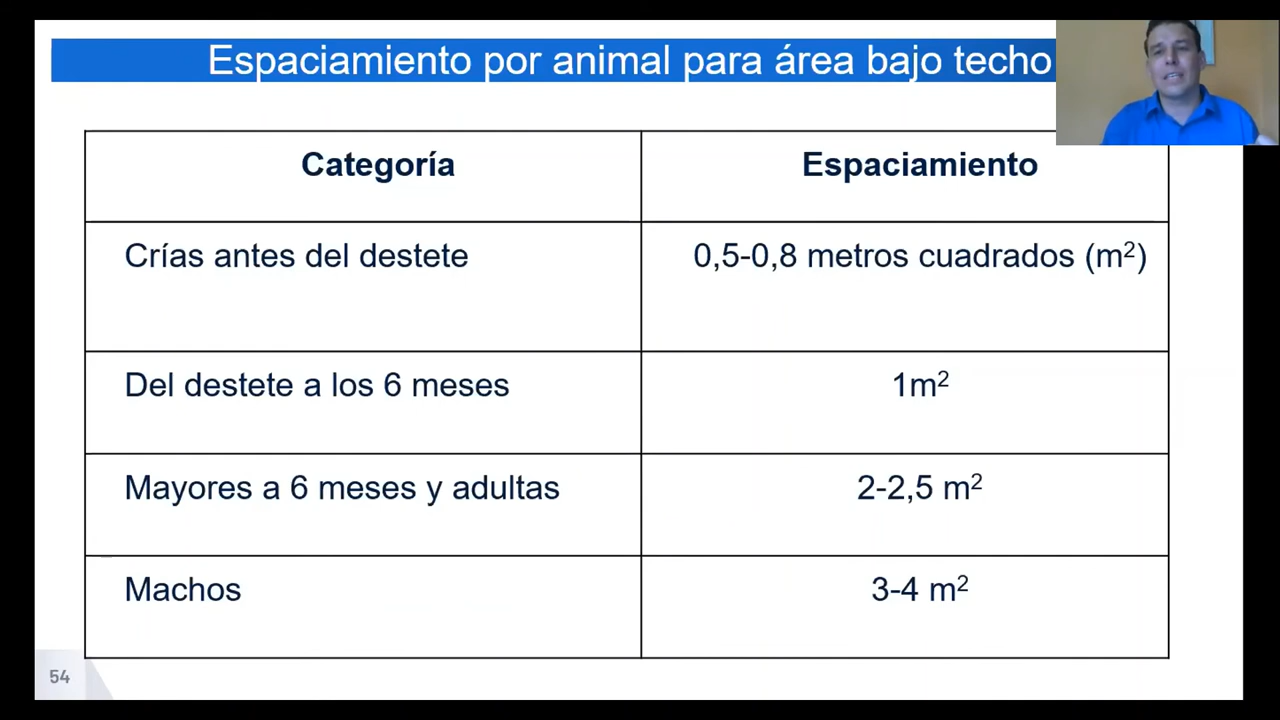 Espaciamiento por animal para área bajo techo
Categoría
Espaciamiento
Crías antes del destete
0,5-0,8 metros cuadrados (m²)
Del destete a los 6 meses
1m²
Mayores a 6 meses y adultas
2-2,5 m²
Machos
3-4 m²
54